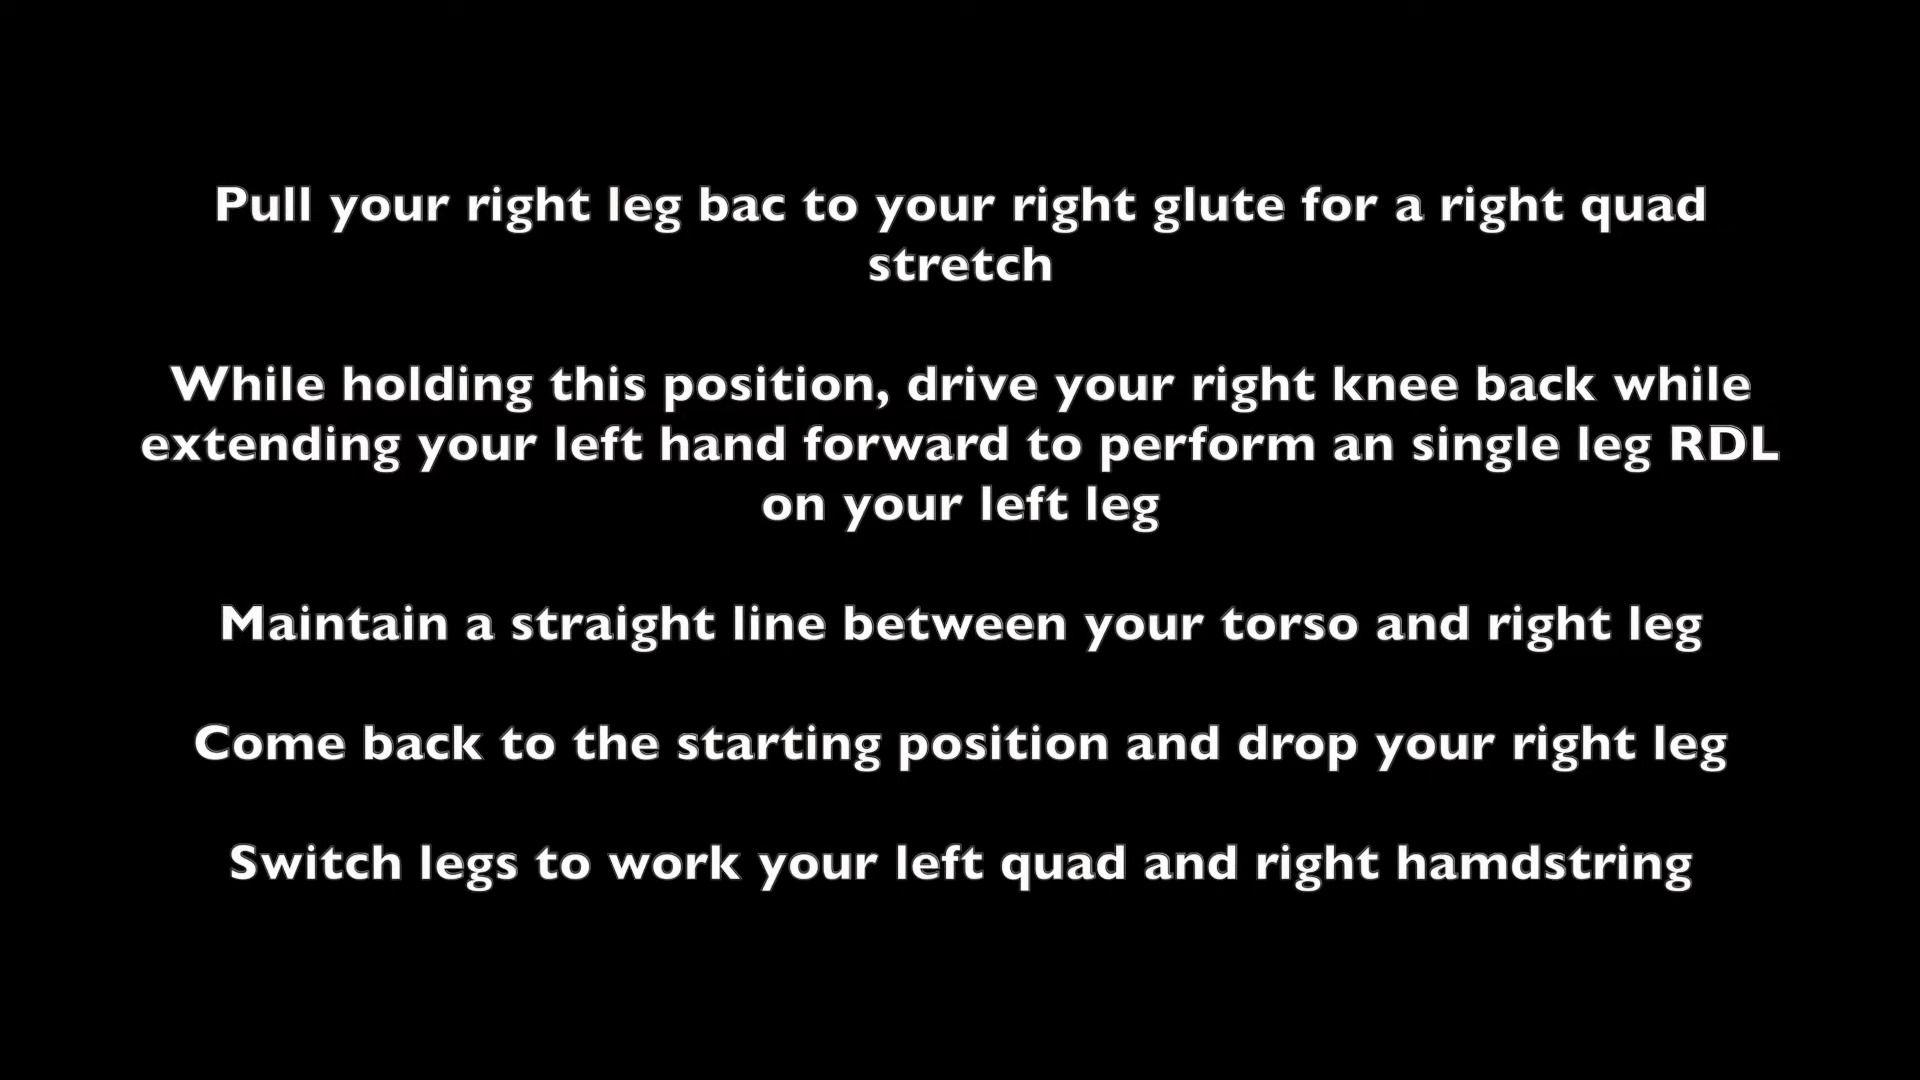 Pull your right leg bac to your right glute for a right quad
stretch
While holding this position, drive your right knee back while
extending your left hand forward to perform an single leg RDL
on your left leg
Maintain a straight line between your torso and right leg
Come back to the starting position and drop your right leg
Switch legs to work your left quad and right hamdstring